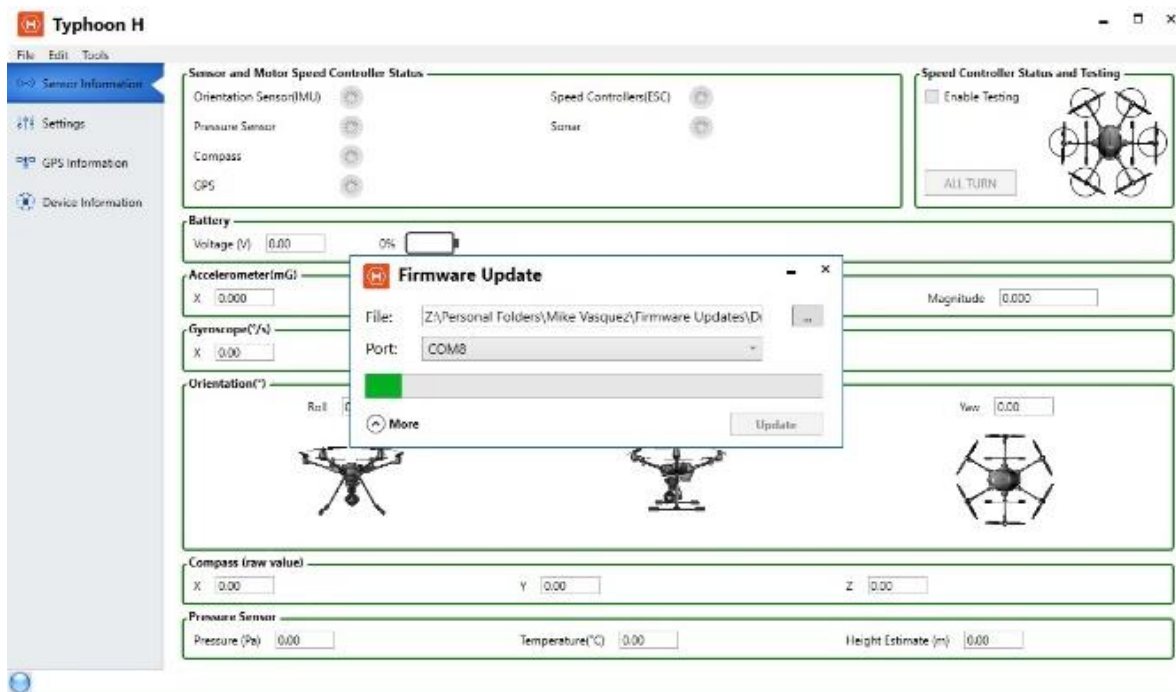 Typhoon H
File Edit Tools
Sensor Information
Settings
GPS Information
Device Information
Sensor and Motor Speed Controller Status
Orientation Sensor(IMU)
Speed Controllers(ESC)
Pressure Sensor
Sonar
Compass
GPS
Speed Controller Status and Testing
Enable Testing
ALL TURN
Battery
Voltage (V) 0.00 0%
Accelerometer(mG)
X 0.000
Magnitude 0.000
Gyroscope(°/s)
X 0.00
Firmware Update
File: Z:\Personal Folders\Mike Vasquez\Firmware Updates\
Port: COM8
More
Update
Orientation(°)
Roll
Yaw 0.00
Compass (raw value)
X 0.00 Y 0.00 Z 0.00
Pressure Sensor
Pressure (Pa) 0.00 Temperature(°C) 0.00 Height Estimate (m) 0.00